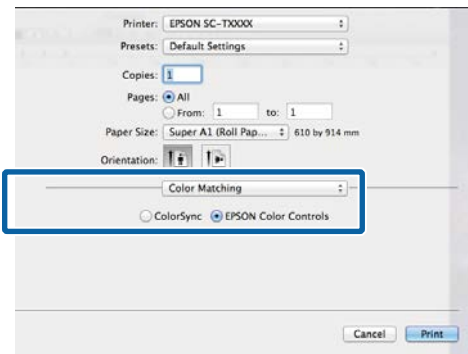 Printer: EPSON SC-TXXXX
Presets: Default Settings
Copies: 1
Pages: All
From: 1 to: 1
Paper Size: Super A1 (Roll Pap... 610 by 914 mm
Orientation:
Color Matching
ColorSync EPSON Color Controls
Cancel Print